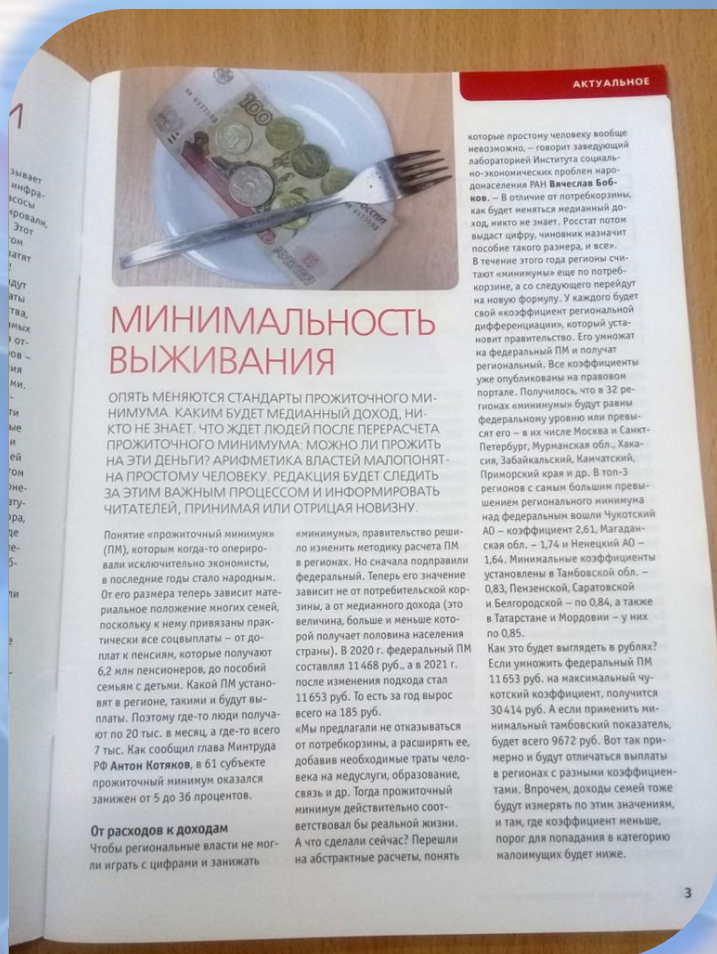 АКТУАЛЬНОЕ
МИНИМАЛЬНОСТЬ
ВЫЖИВАНИЯ
ОПЯТЬ МЕНЯЮТСЯ СТАНДАРТЫ ПРОЖИТОЧНОГО МИ-
НИМУМА. КАКИМ БУДЕТ МЕДИАННЫЙ ДОХОД, НИ-
КТО НЕ ЗНАЕТ. ЧТО ЖДЕТ ЛЮДЕЙ ПОСЛЕ ПЕРЕРАСЧЕТА
ПРОЖИТОЧНОГО МИНИМУМА: МОЖНО ЛИ ПРОЖИТЬ
НА ЭТИ ДЕНЬГИ? АРИФМЕТИКА ВЛАСТЕЙ МАЛОПОНЯТ-
НА ПРОСТОМУ ЧЕЛОВЕКУ. РЕДАКЦИЯ БУДЕТ СЛЕДИТЬ
ЗА ЭТИМ ВАЖНЫМ ПРОЦЕССОМ И ИНФОРМИРОВАТЬ
ЧИТАТЕЛЕЙ, ПРИНИМАЯ ИЛИ ОТРИЦАЯ НОВИЗНУ.
Понятие «прожиточный минимум»
(ПМ), которым когда-то опериро-
вали исключительно экономисты,
в последние годы стало народным.
От его размера теперь зависит мате-
риальное положение многих семей,
поскольку к нему привязаны прак-
тически все соцвыплаты – от до-
плат к пенсиям, которые получают
6,2 млн пенсионеров, до пособий
семьям с детьми. Какой ПМ устано-
вят в регионе, такими и будут вы-
платы. Поэтому где-то люди получа-
ют по 20 тыс. в месяц, а где-то всего
7 тыс. Как сообщил глава Минтруда
РФ Антон Котяков, в 61 субъекте
прожиточный минимум оказался
занижен от 5 до 36 процентов.
От расходов к доходам
Чтобы региональные власти не мог-
ли играть с цифрами и занижать
«минимумы», правительство реши-
ло изменить методику расчета ПМ
в регионах. Но сначала подправили
федеральный. Теперь его значение
зависит не от потребительской кор-
зины, а от медианного дохода (это
величина, больше и меньше кото-
рой получает половина населения
страны). В 2020 г. федеральный ПМ
составлял 11 468 руб., а в 2021 г.
после изменения подхода стал
11 653 руб. То есть за год вырос
всего на 185 руб.
«Мы предлагали не отказываться
от потребкорзины, а расширять ее,
добавив необходимые траты чело-
века на медуслуги, образование,
связь и др. Тогда прожиточный
минимум действительно соот-
ветствовал бы реальной жизни.
А что сделали сейчас? Перешли
на абстрактные расчеты, понять
которые простому человеку вообще
невозможно, – говорит заведующий
лабораторией Института социаль-
но-экономических проблем наро-
донаселения РАН Вячеслав Боб-
ков. – В отличие от потребкорзины,
как будет меняться медианный до-
ход, никто не знает. Росстат потом
выдаст цифру, чиновник назначит
пособие такого размера, и все».
В течение этого года регионы счи-
тают «минимумы» еще по потреб-
корзине, а со следующего перейдут
на новую формулу. У каждого будет
свой «коэффициент региональной
дифференциации», который уста-
новит правительство. Его умножат
на федеральный ПМ и получат
региональный. Все коэффициенты
уже опубликованы на правовом
портале. Получилось, что в 32 ре-
гионах «минимумы» будут равны
федеральному уровню или превы-
сят его – в их числе Москва и Санкт-
Петербург, Мурманская обл., Хака-
сия, Забайкальский, Камчатский,
Приморский края и др. В топ-3
регионов с самым большим превы-
шением регионального минимума
над федеральным вошли Чукотский
АО – коэффициент 2,61, Магадан-
ская обл. – 1,74 и Ненецкий АО –
1,64. Минимальные коэффициенты
установлены в Тамбовской обл. –
0,83, Пензенской, Саратовской
и Белгородской – по 0,84, а также
в Татарстане и Мордовии – у них
по 0,85.
Как это будет выглядеть в рублях?
Если умножить федеральный ПМ
11 653 руб. на максимальный чу-
котский коэффициент, получится
30 414 руб. А если применить ми-
нимальный тамбовский показатель,
будет всего 9672 руб. Вот так при-
мерно и будут отличаться выплаты
в регионах с разными коэффициен-
тами. Впрочем, доходы семей тоже
будут измерять по этим значениям,
и там, где коэффициент меньше,
порог для попадания в категорию
малоимущих будет ниже.
3